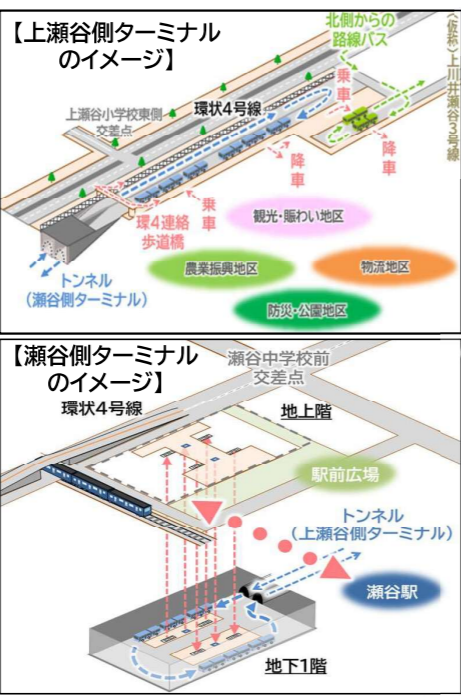 【上瀬谷側ターミナル
のイメージ】
北側からの
路線バス
(仮称)上川井瀬谷3号線
上瀬谷小学校東側
交差点
環状4号線
乗車
降車
降車
乗車
環4連絡
歩道橋
観光・賑わい地区
トンネル
(瀬谷側ターミナル)
農業振興地区
物流地区
防災・公園地区
【瀬谷側ターミナル
のイメージ】
瀬谷中学校前
交差点
環状4号線
地上階
駅前広場
トンネル
(上瀬谷側ターミナル)
瀬谷駅
地下1階